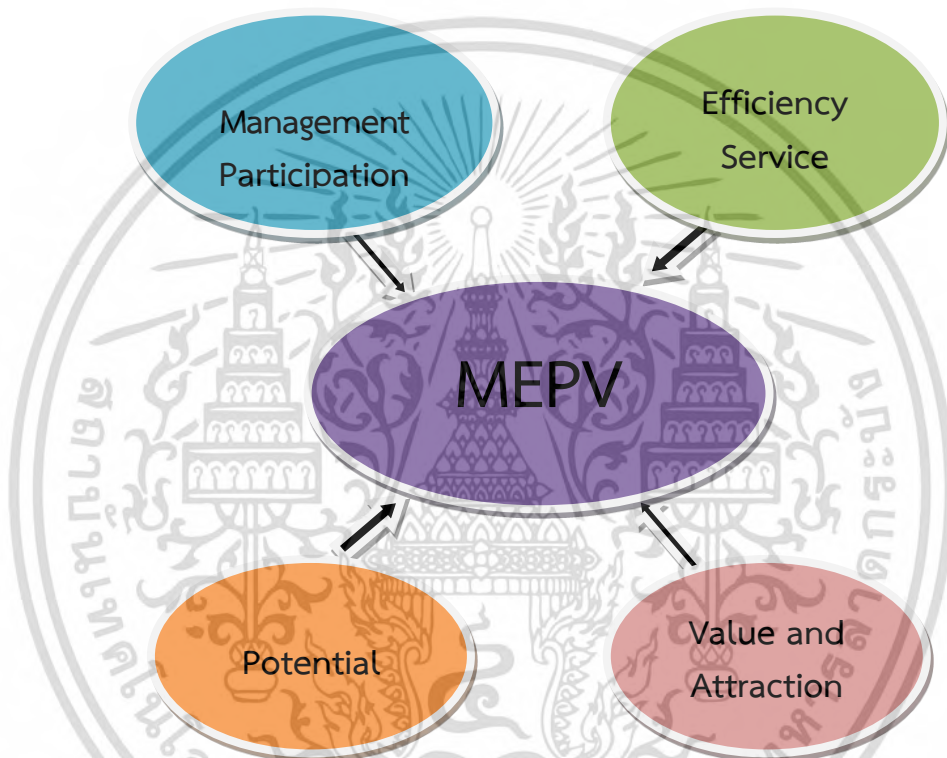 Management
Participation
Efficiency
Service
MEPV
Potential
Value and
Attraction